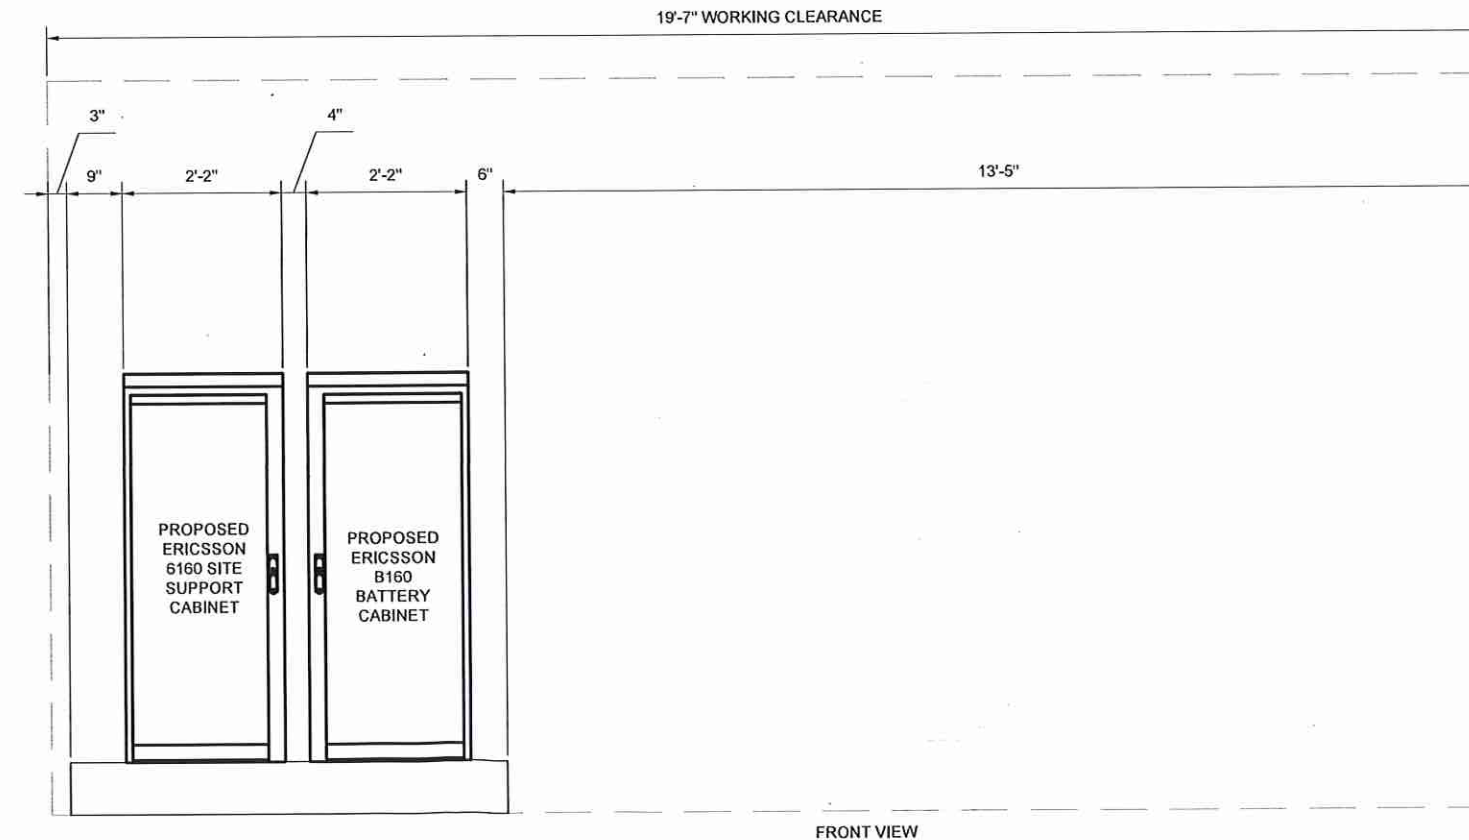 19'-7" WORKING CLEARANCE
3"
4"
9"
2'-2"
2'-2"
6"
13'-5"
PROPOSED
ERICSSON
6160 SITE
SUPPORT
CABINET
PROPOSED
ERICSSON
B160
BATTERY
CABINET
FRONT VIEW